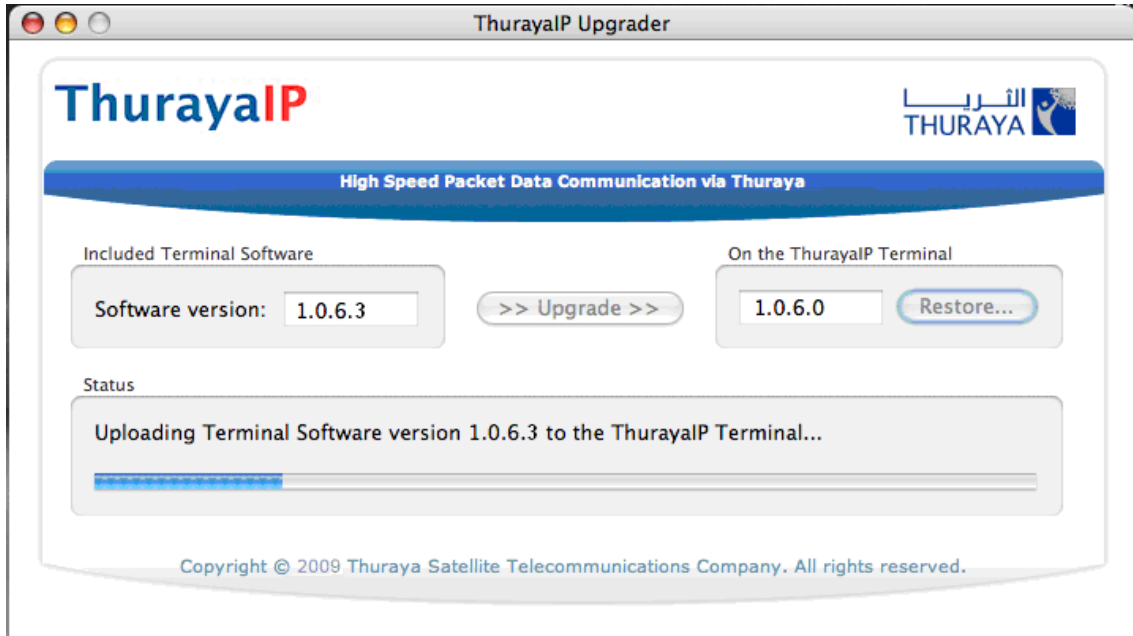 ThurayaIP Upgrader
ThurayaIP
الثريا
THURAYA
High Speed Packet Data Communication via Thuraya
Included Terminal Software
On the ThurayaIP Terminal
Software version: 1.0.6.3
>> Upgrade >>
1.0.6.0
Restore...
Status
Uploading Terminal Software version 1.0.6.3 to the ThurayaIP Terminal...
Copyright © 2009 Thuraya Satellite Telecommunications Company. All rights reserved.